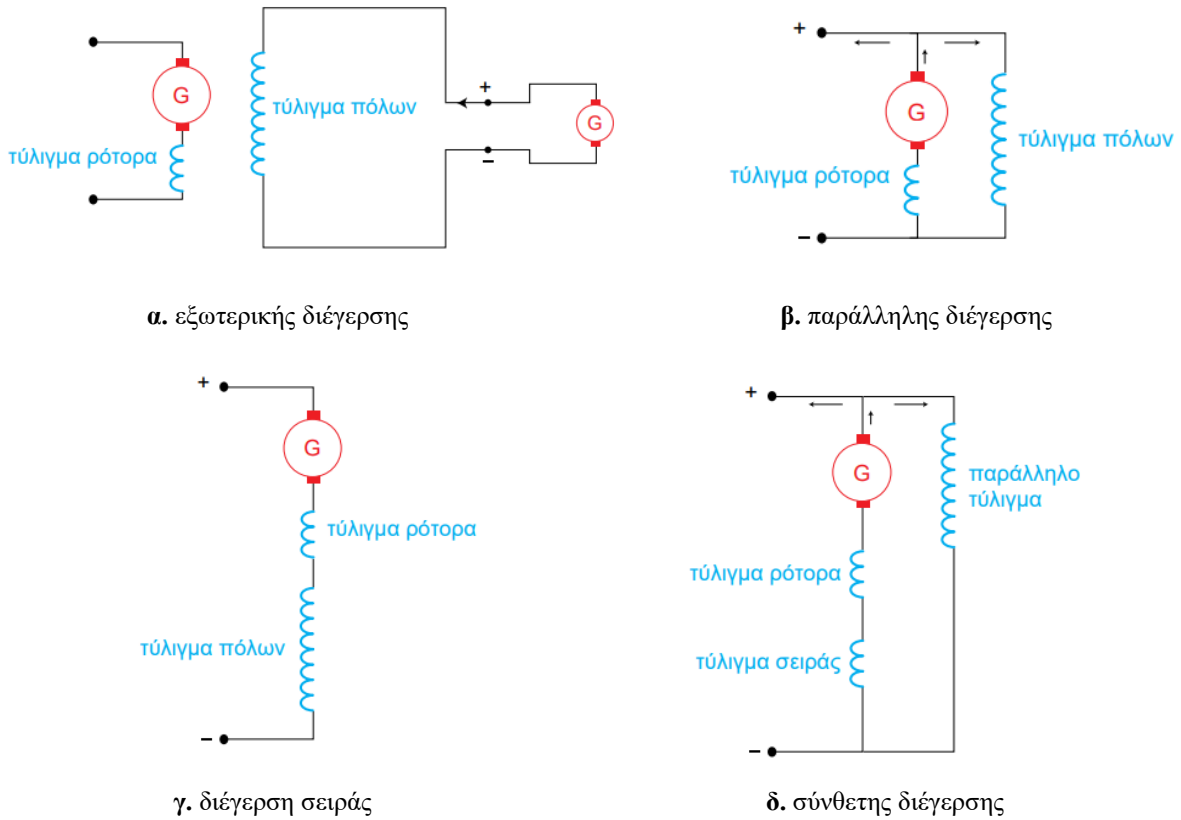 G
τύλιγμα ρότορα
τύλιγμα πόλων
+
−
G
α. εξωτερικής διέγερσης
+
G
τύλιγμα ρότορα
τύλιγμα πόλων
−
β. παράλληλης διέγερσης
+
G
τύλιγμα ρότορα
τύλιγμα πόλων
−
γ. διέγερση σειράς
+
G
παράλληλο
τύλιγμα
τύλιγμα ρότορα
τύλιγμα σειράς
−
δ. σύνθετης διέγερσης